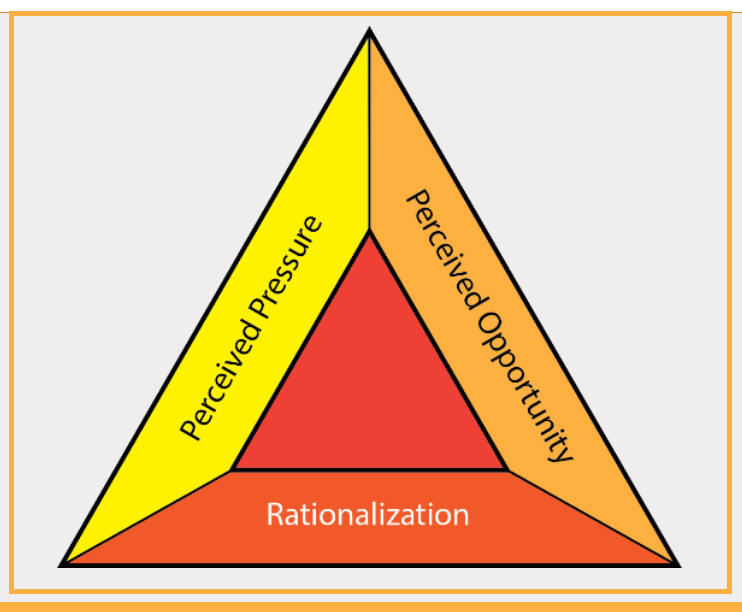 Perceived Pressure
Perceived Opportunity
Rationalization